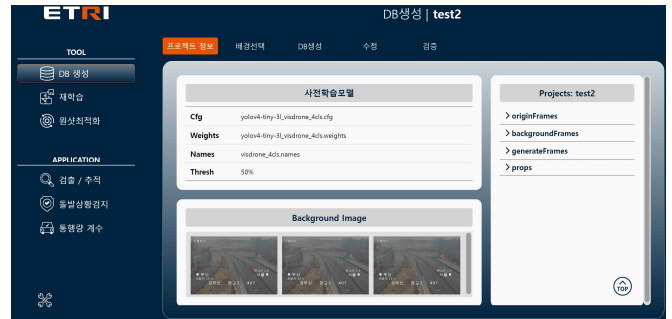 ETRI
DB생성 | test2
TOOL
DB 생성
재학습
원샷최적화
APPLICATION
검출 / 추적
돌발상황검지
통행량 계수
프로젝트 정보
배경선택
DB생성
수정
검증
사전학습모델
Cfg yolov4-tiny-3l_visdrone_4cls.cfg
Weights yolov4-tiny-3l_visdrone_4cls.weights
Names visdrone_4cls.names
Thresh 50%
Background Image
Projects: test2
> originFrames
> backgroundFrames
> generateFrames
> props
TOP